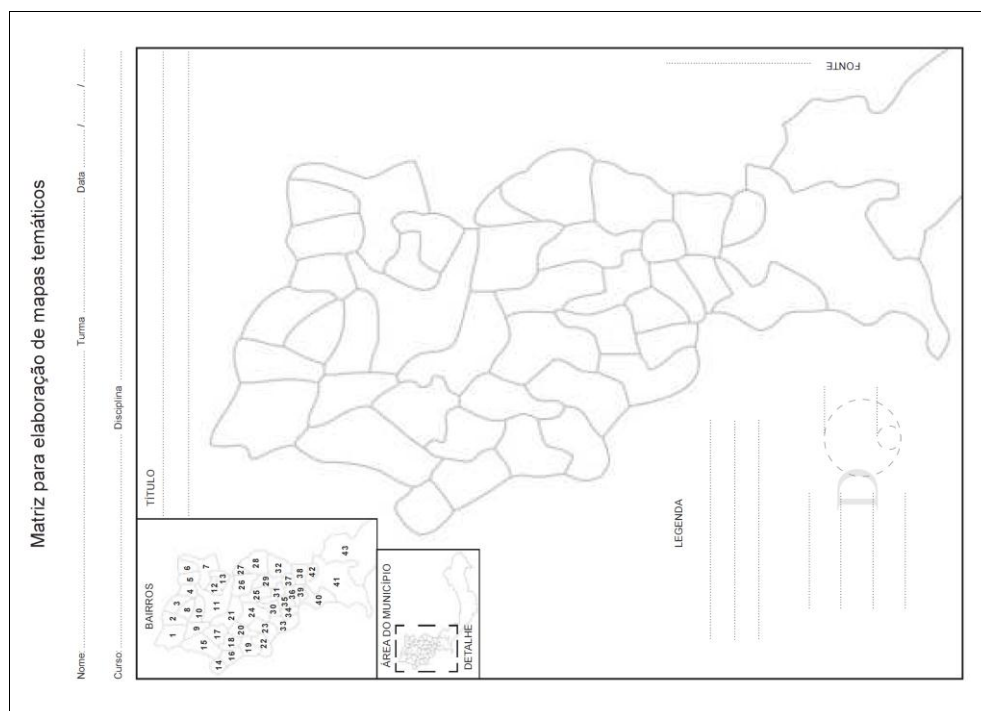 Matriz para elaboração de mapas temáticos
Nome: Turma Data / /
Curso: Disciplina
TÍTULO
BAIRROS
1 2 3 4 5 6 7 8 9 10 11 12 13 14 15 16 17 18 19 20 21 22 23 24 25 26 27 28 29 30 31 32 33 34 35 36 37 38 39 40 41 42 43
ÁREA DO MUNICÍPIO
DETALHE
LEGENDA
FONTE